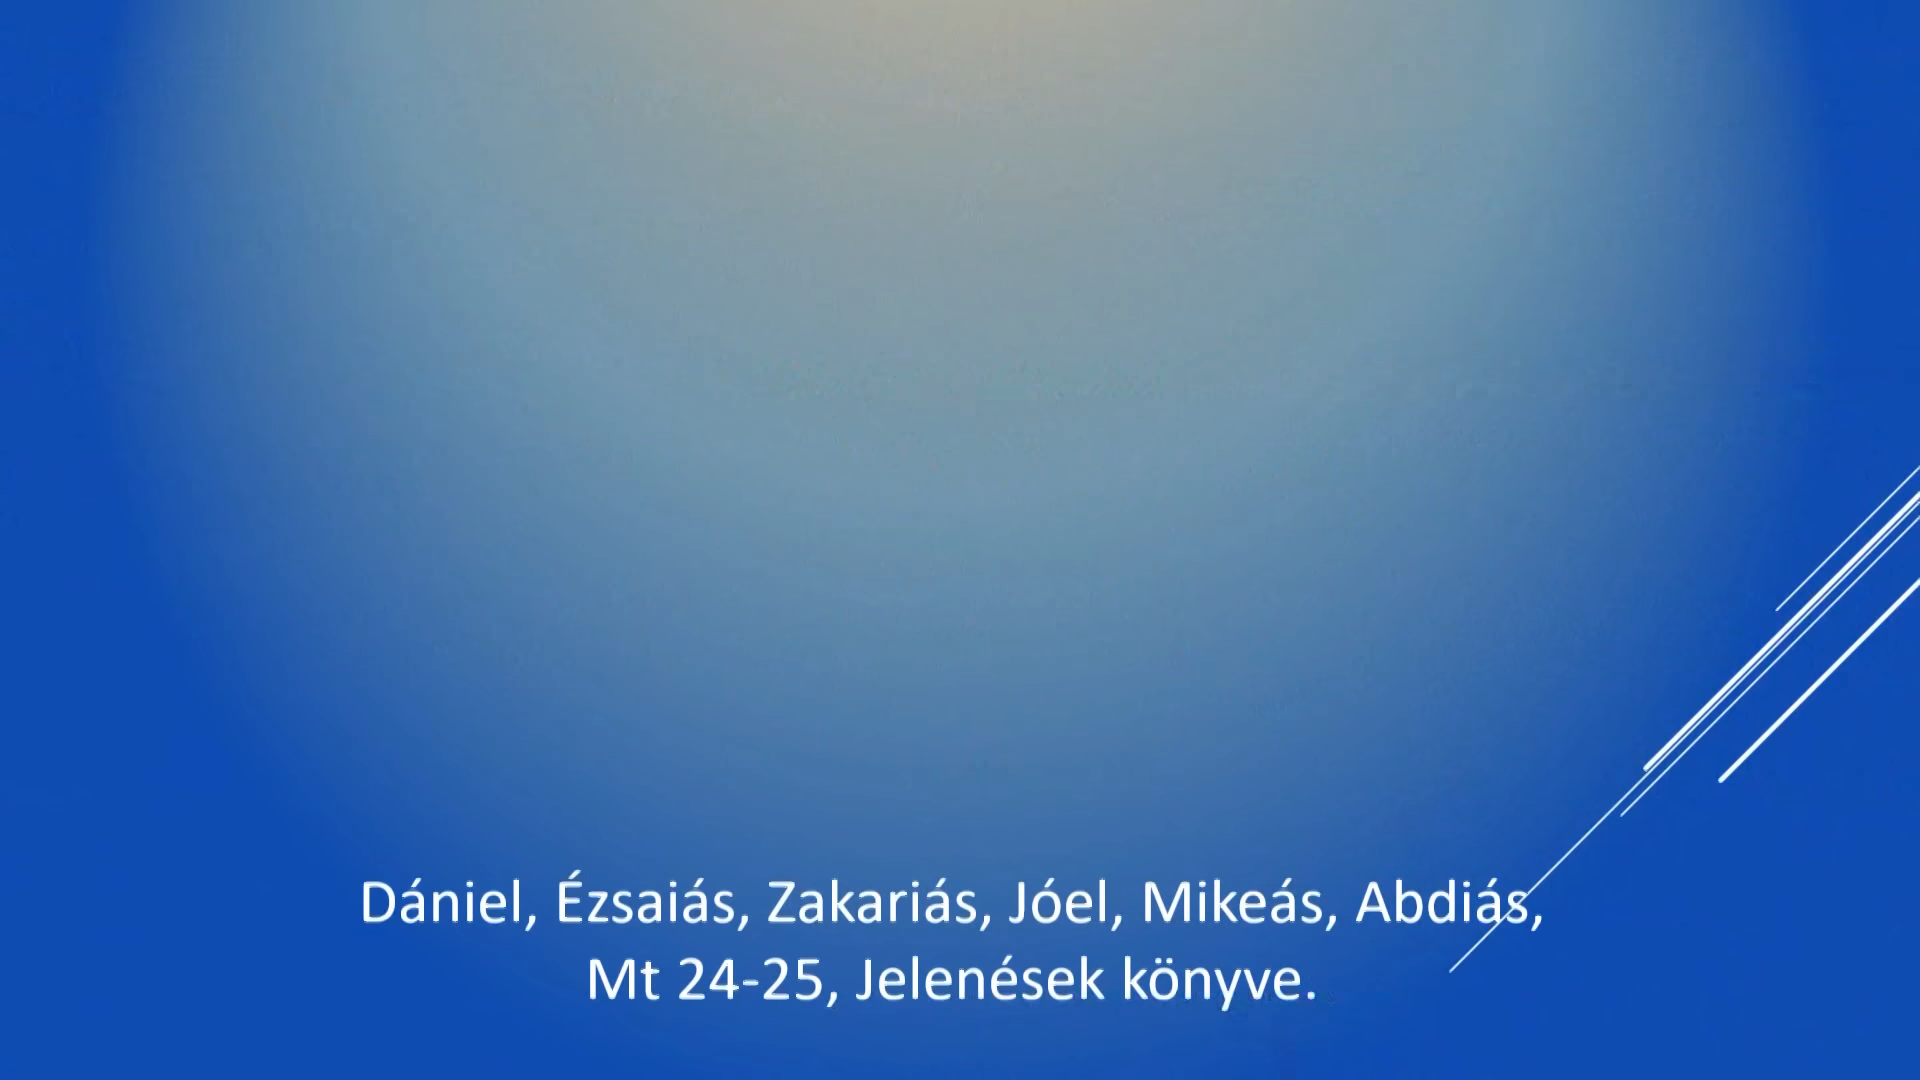 Dániel, Ézsaiás, Zakariás, Jóel, Mikeás, Abdiás,
Mt 24-25, Jelenések könyve.